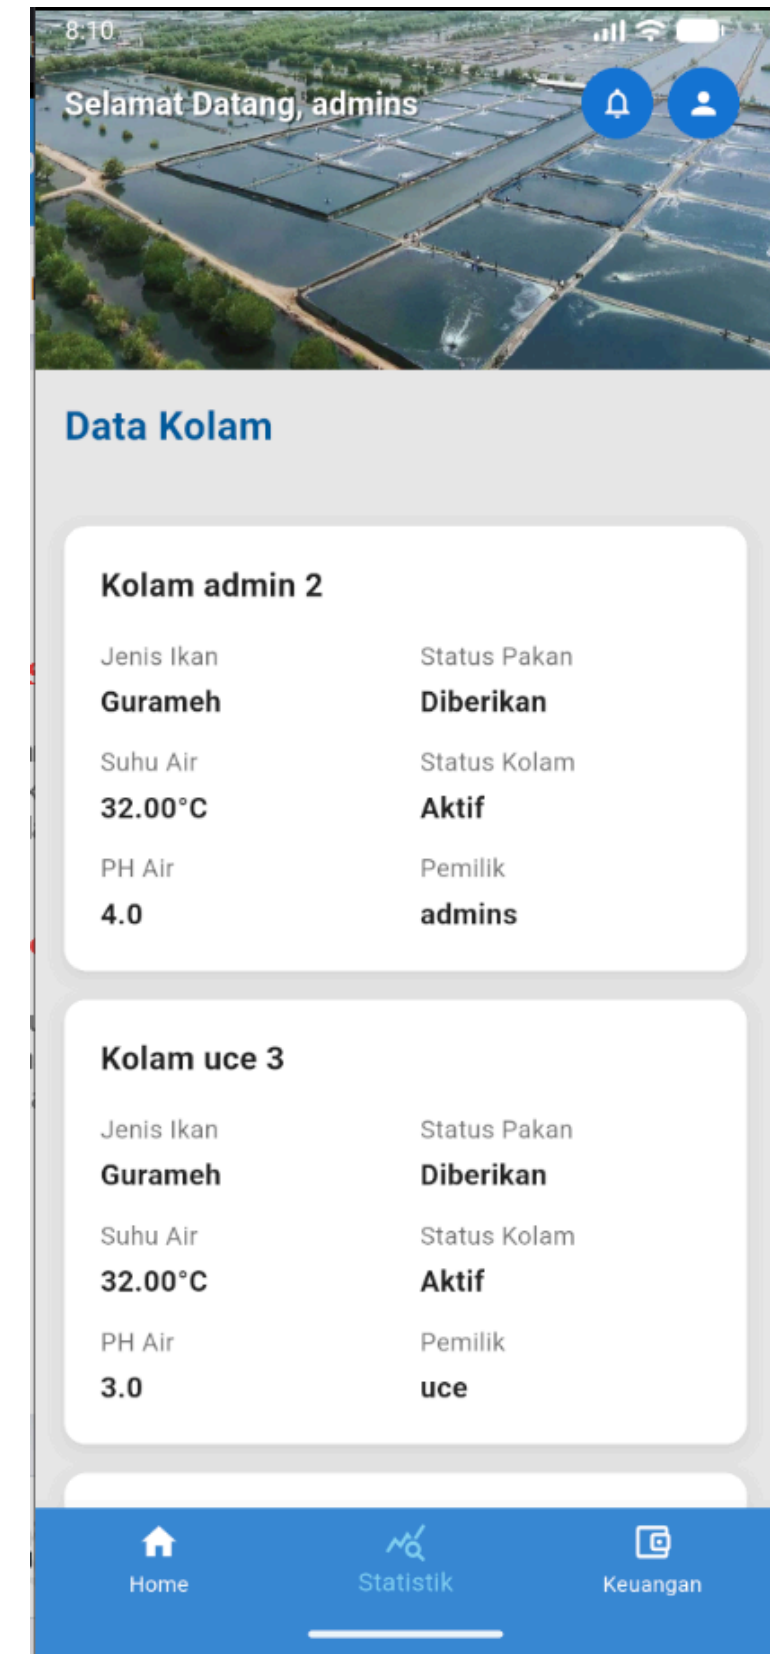 8:10
Selamat Datang, admins
Data Kolam
Kolam admin 2
Jenis Ikan Status Pakan
Gurameh Diberikan
Suhu Air Status Kolam
32.00°C Aktif
PH Air Pemilik
4.0 admins
Kolam uce 3
Jenis Ikan Status Pakan
Gurameh Diberikan
Suhu Air Status Kolam
32.00°C Aktif
PH Air Pemilik
3.0 uce
Home Statistik Keuangan